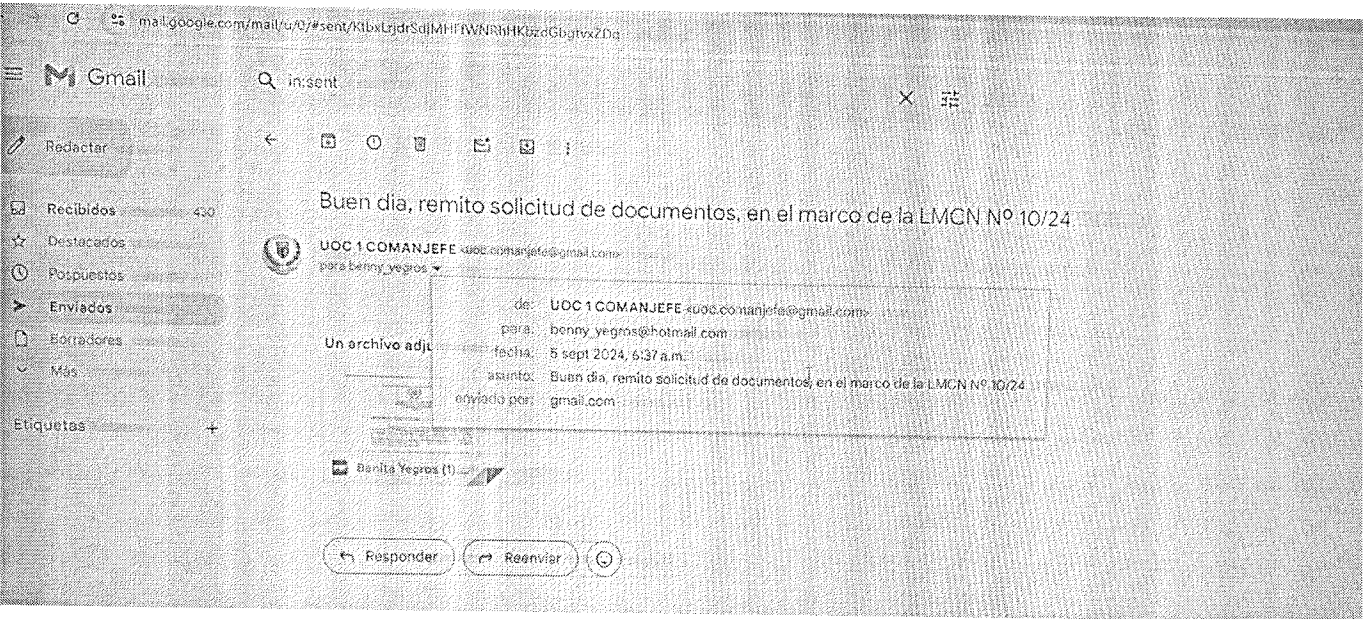 mail.google.com/mail/u/0/#sent/
Gmail
in:sent
Redactar
Buen dia, remito solicitud de documentos, en el marco de la LMCN Nº 10/24
Recibidos 430
Destacados
UOC 1 COMANJEFE <uoc.comanjefe@gmail.com>
para benny_yegros
Pospuestos
Enviados
de: UOC 1 COMANJEFE <uoc.comanjefe@gmail.com>
para: benny_yegros@hotmail.com
Borradores
Un archivo adju
fecha: 5 sept 2024, 6:37 a.m.
Más
asunto: Buen dia, remito solicitud de documentos, en el marco de la LMCN Nº 10/24
enviado por: gmail.com
Etiquetas
Benita Yegros (1)
Responder
Reenviar